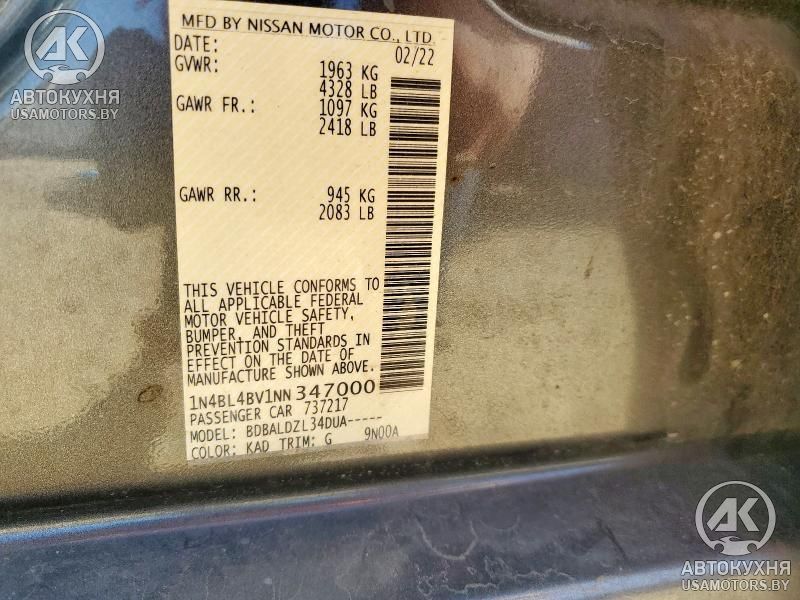 MFD BY NISSAN MOTOR CO., LTD.
DATE: 02/22
GVWR: 1963 KG
4328 LB
GAWR FR.: 1097 KG
2418 LB
GAWR RR.: 945 KG
2083 LB
THIS VEHICLE CONFORMS TO
ALL APPLICABLE FEDERAL
MOTOR VEHICLE SAFETY,
BUMPER, AND THEFT
PREVENTION STANDARDS IN
EFFECT ON THE DATE OF
MANUFACTURE SHOWN ABOVE.
1N4BL4BV1NN347000
PASSENGER CAR 737217
MODEL: BDBALDZL34DUA-----
COLOR: KAD TRIM: G 9N00A
АК
АВТОКУХНЯ
USAMOTORS.BY
АК
АВТОКУХНЯ
USAMOTORS.BY